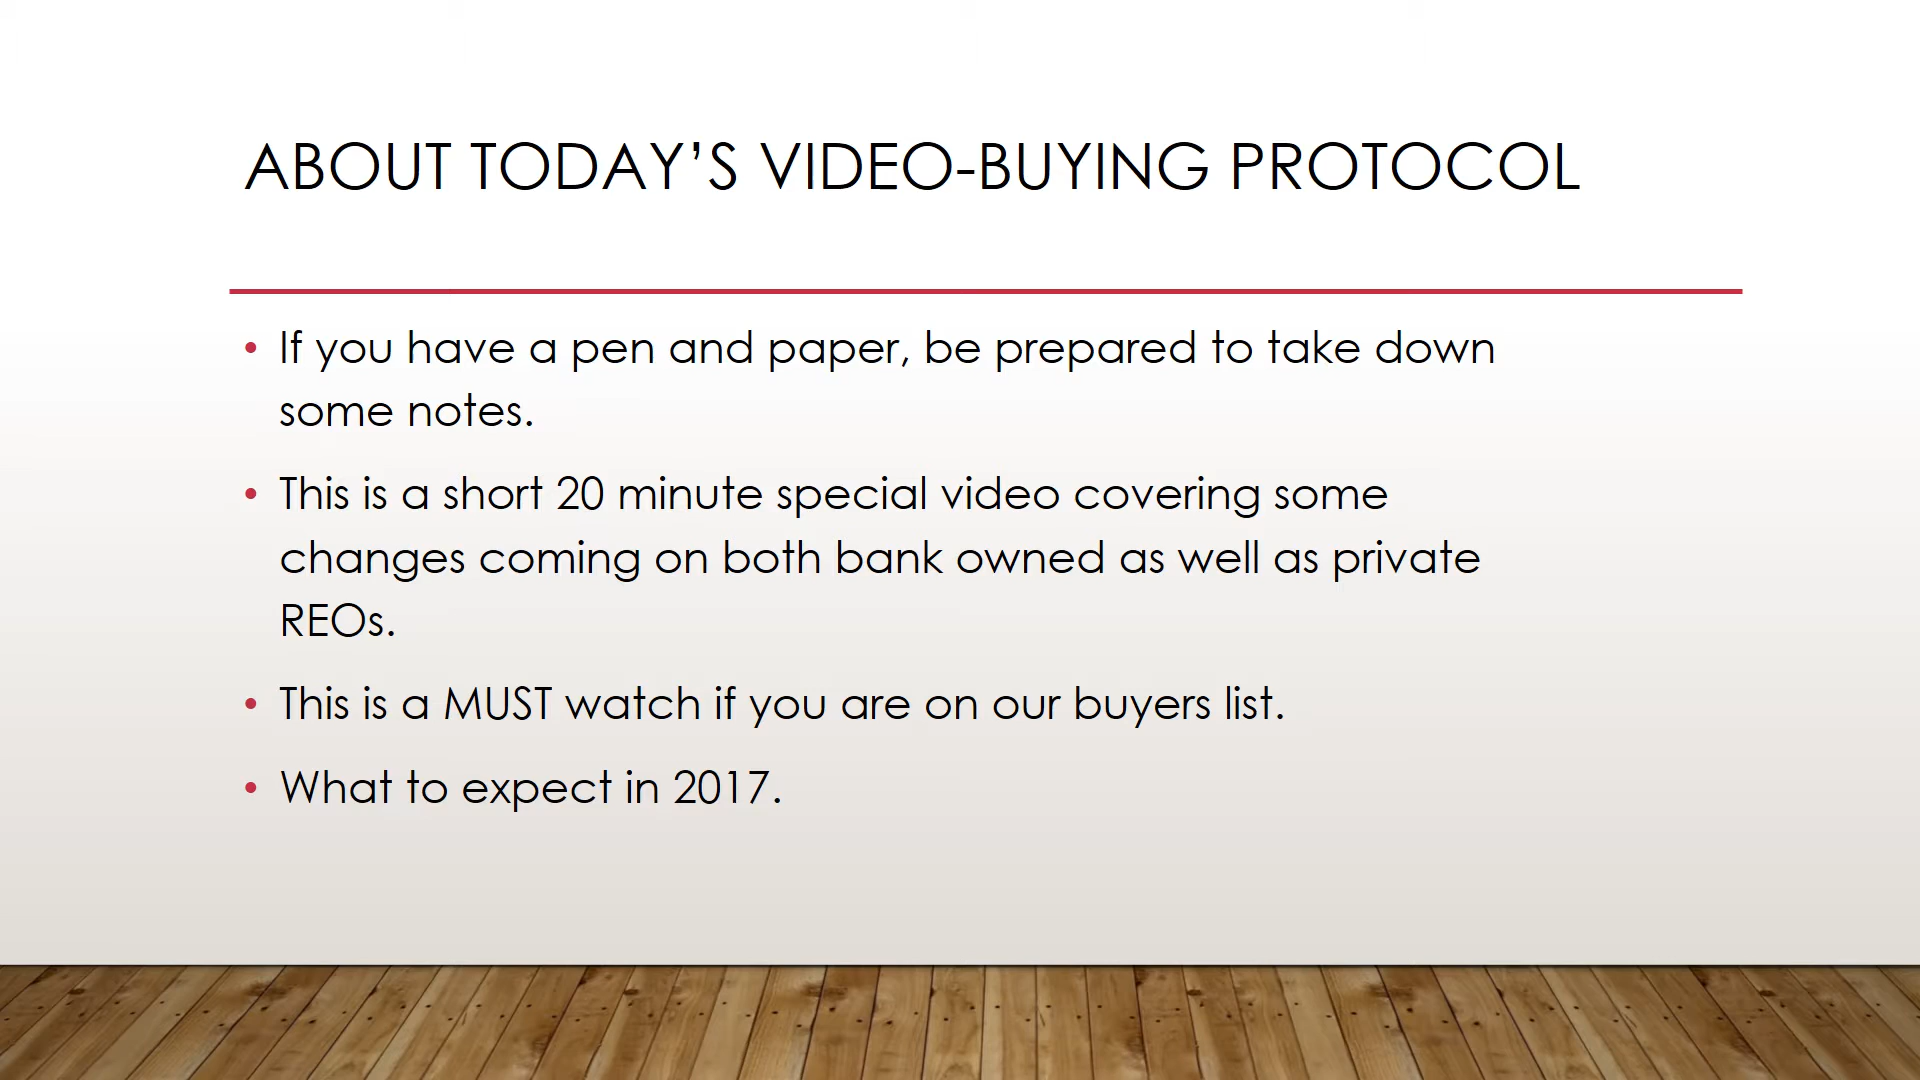 ABOUT TODAY’S VIDEO-BUYING PROTOCOL
• If you have a pen and paper, be prepared to take down
some notes.
• This is a short 20 minute special video covering some
changes coming on both bank owned as well as private
REOs.
• This is a MUST watch if you are on our buyers list.
• What to expect in 2017.